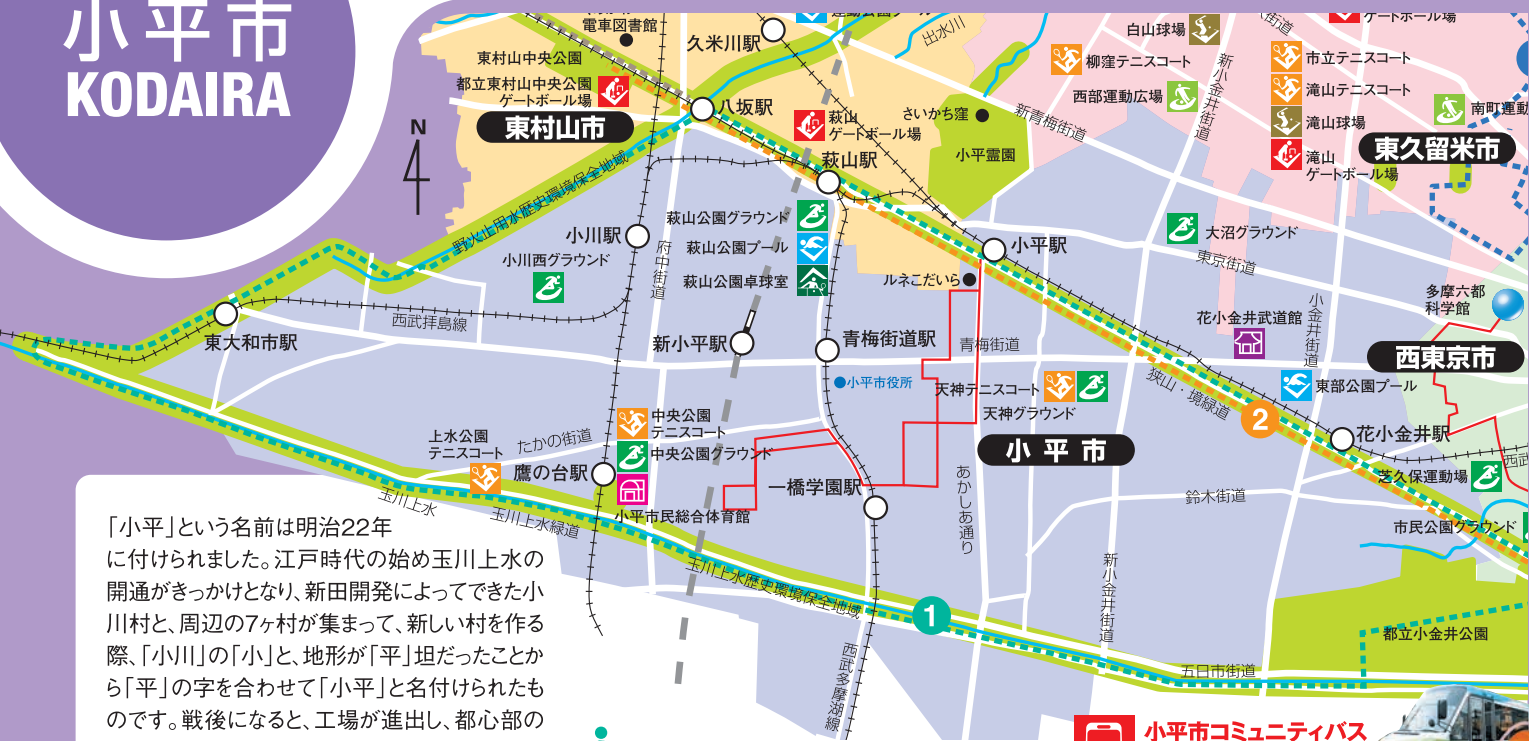 小平市
KODAIRA
電車図書館
久米川駅
出水川
白山球場
ゲートボール場
東村山中央公園
都立東村山中央公園
ゲートボール場
八坂駅
東村山市
N
萩山
ゲートボール場
萩山駅
さいかち窪
小平霊園
新青梅街道
柳窪テニスコート
西部運動広場
新小金井街道
市立テニスコート
滝山テニスコート
滝山球場
滝山
ゲートボール場
南町運動
東久留米市
野火止用水歴史環境保全地域
小川駅
小川西グラウンド
府中街道
萩山公園グラウンド
萩山公園プール
萩山公園卓球室
小平駅
ルネこだいら
大沼グラウンド
東京街道
小金井街道
多摩六都
科学館
花小金井武道館
西東京市
東大和市駅
西武拝島線
新小平駅
青梅街道駅
青梅街道
小平市役所
天神テニスコート
天神グラウンド
狭山・境緑道
東部公園プール
2
花小金井駅
小平市
上水公園
テニスコート
たかの街道
中央公園
テニスコート
中央公園グラウンド
鷹の台駅
小平市民総合体育館
一橋学園駅
あかしあ通り
鈴木街道
芝久保運動場
西武
市民公園グラウンド
玉川上水
玉川上水緑道
玉川上水歴史環境保全地域
1
新小金井街道
都立小金井公園
五日市街道
西武多摩湖線
「小平」という名前は明治22年
に付けられました。江戸時代の始め玉川上水の
開通がきっかけとなり、新田開発によってできた小
川村と、周辺の7ヶ村が集まって、新しい村を作る
際、「小川」の「小」と、地形が「平」坦だったことか
ら「平」の字を合わせて「小平」と名付けられたも
のです。戦後になると、工場が進出し、都心部の
小平市コミュニティバス